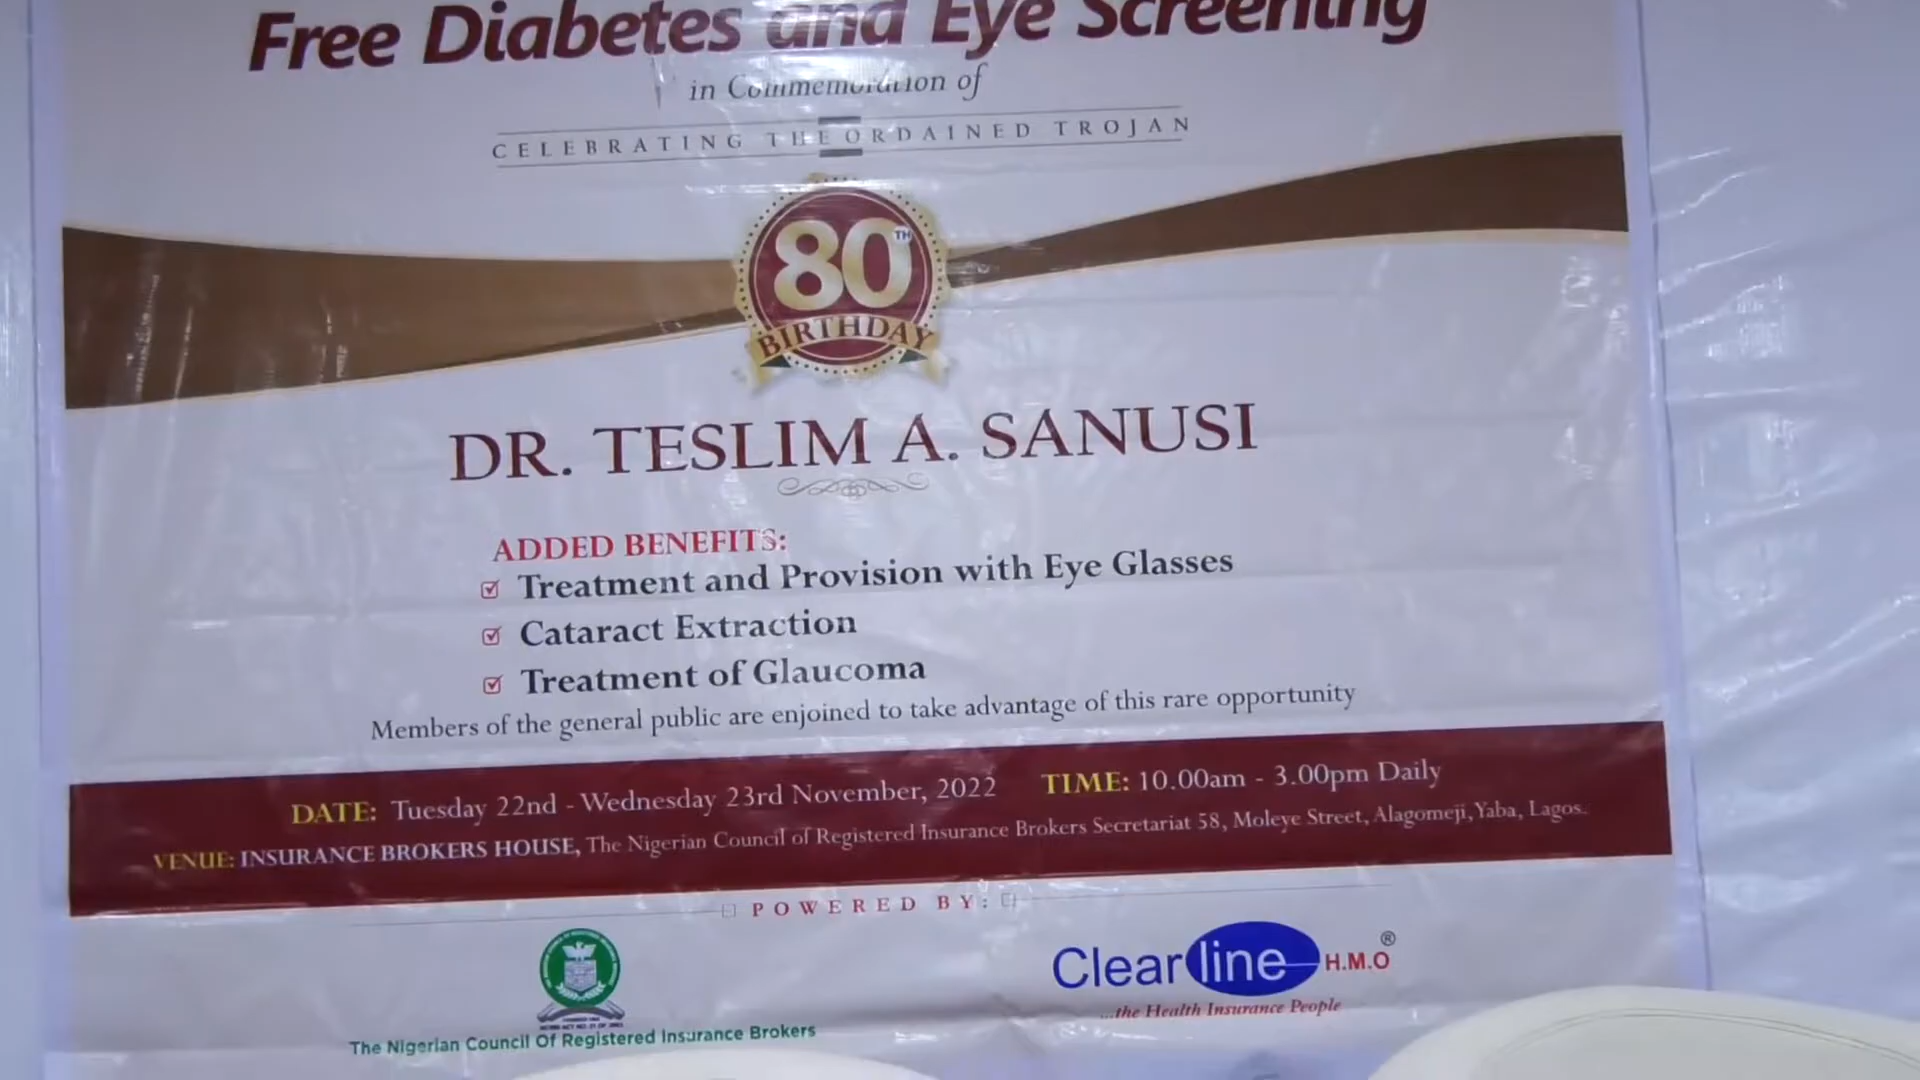 Free Diabetes and Eye Screening
in Commemoration of
CELEBRATING THE ORDAINED TROJAN
80TH
BIRTHDAY
DR. TESLIM A. SANUSI
ADDED BENEFITS:
Treatment and Provision with Eye Glasses
Cataract Extraction
Treatment of Glaucoma
Members of the general public are enjoined to take advantage of this rare opportunity
DATE: Tuesday 22nd - Wednesday 23rd November, 2022 TIME: 10.00am - 3.00pm Daily
VENUE: INSURANCE BROKERS HOUSE, The Nigerian Council of Registered Insurance Brokers Secretariat 58, Moleye Street, Alagomeji, Yaba, Lagos.
POWERED BY:
The Nigerian Council Of Registered Insurance Brokers
Clearline H.M.O ®
...the Health Insurance People